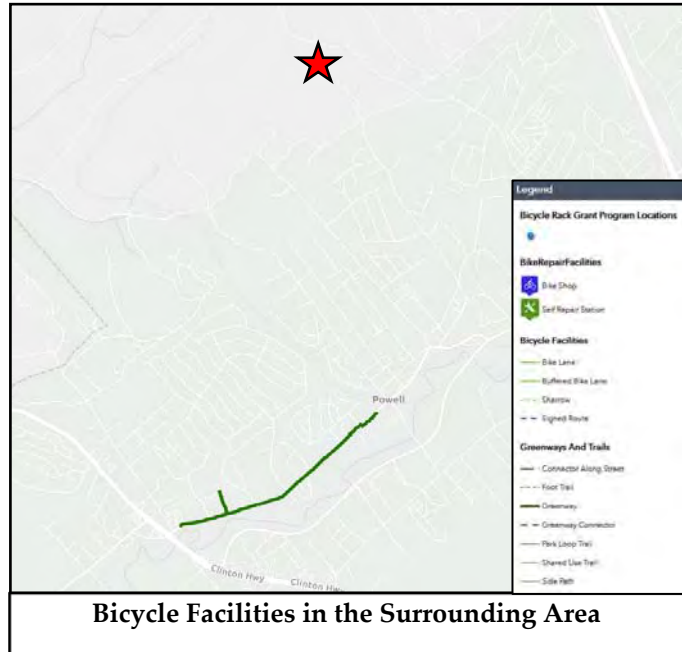 Legend
Bicycle Rack Grant Program Locations
BikeRepairFacilities
Bike Shop
Self Repair Station
Bicycle Facilities
Bike Lane
Buffered Bike Lane
Sharrow
Signed Route
Greenways And Trails
Connector Along Street
Foot Trail
Greenway
Greenway Connector
Park Loop Trail
Shared Use Trail
Side Path
Powell
Clinton Hwy
Clinton Hw
Bicycle Facilities in the Surrounding Area